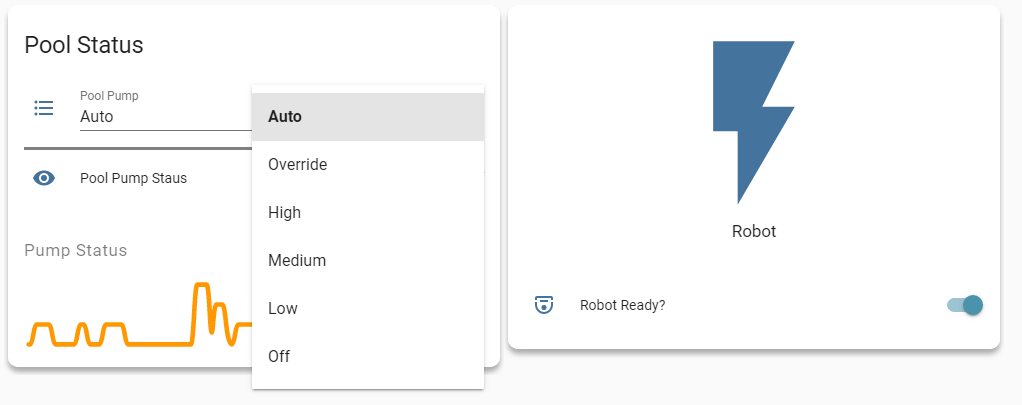 Pool Status
Pool Pump
Auto
Pool Pump Staus
Pump Status
Auto
Override
High
Medium
Low
Off
Robot
Robot Ready?